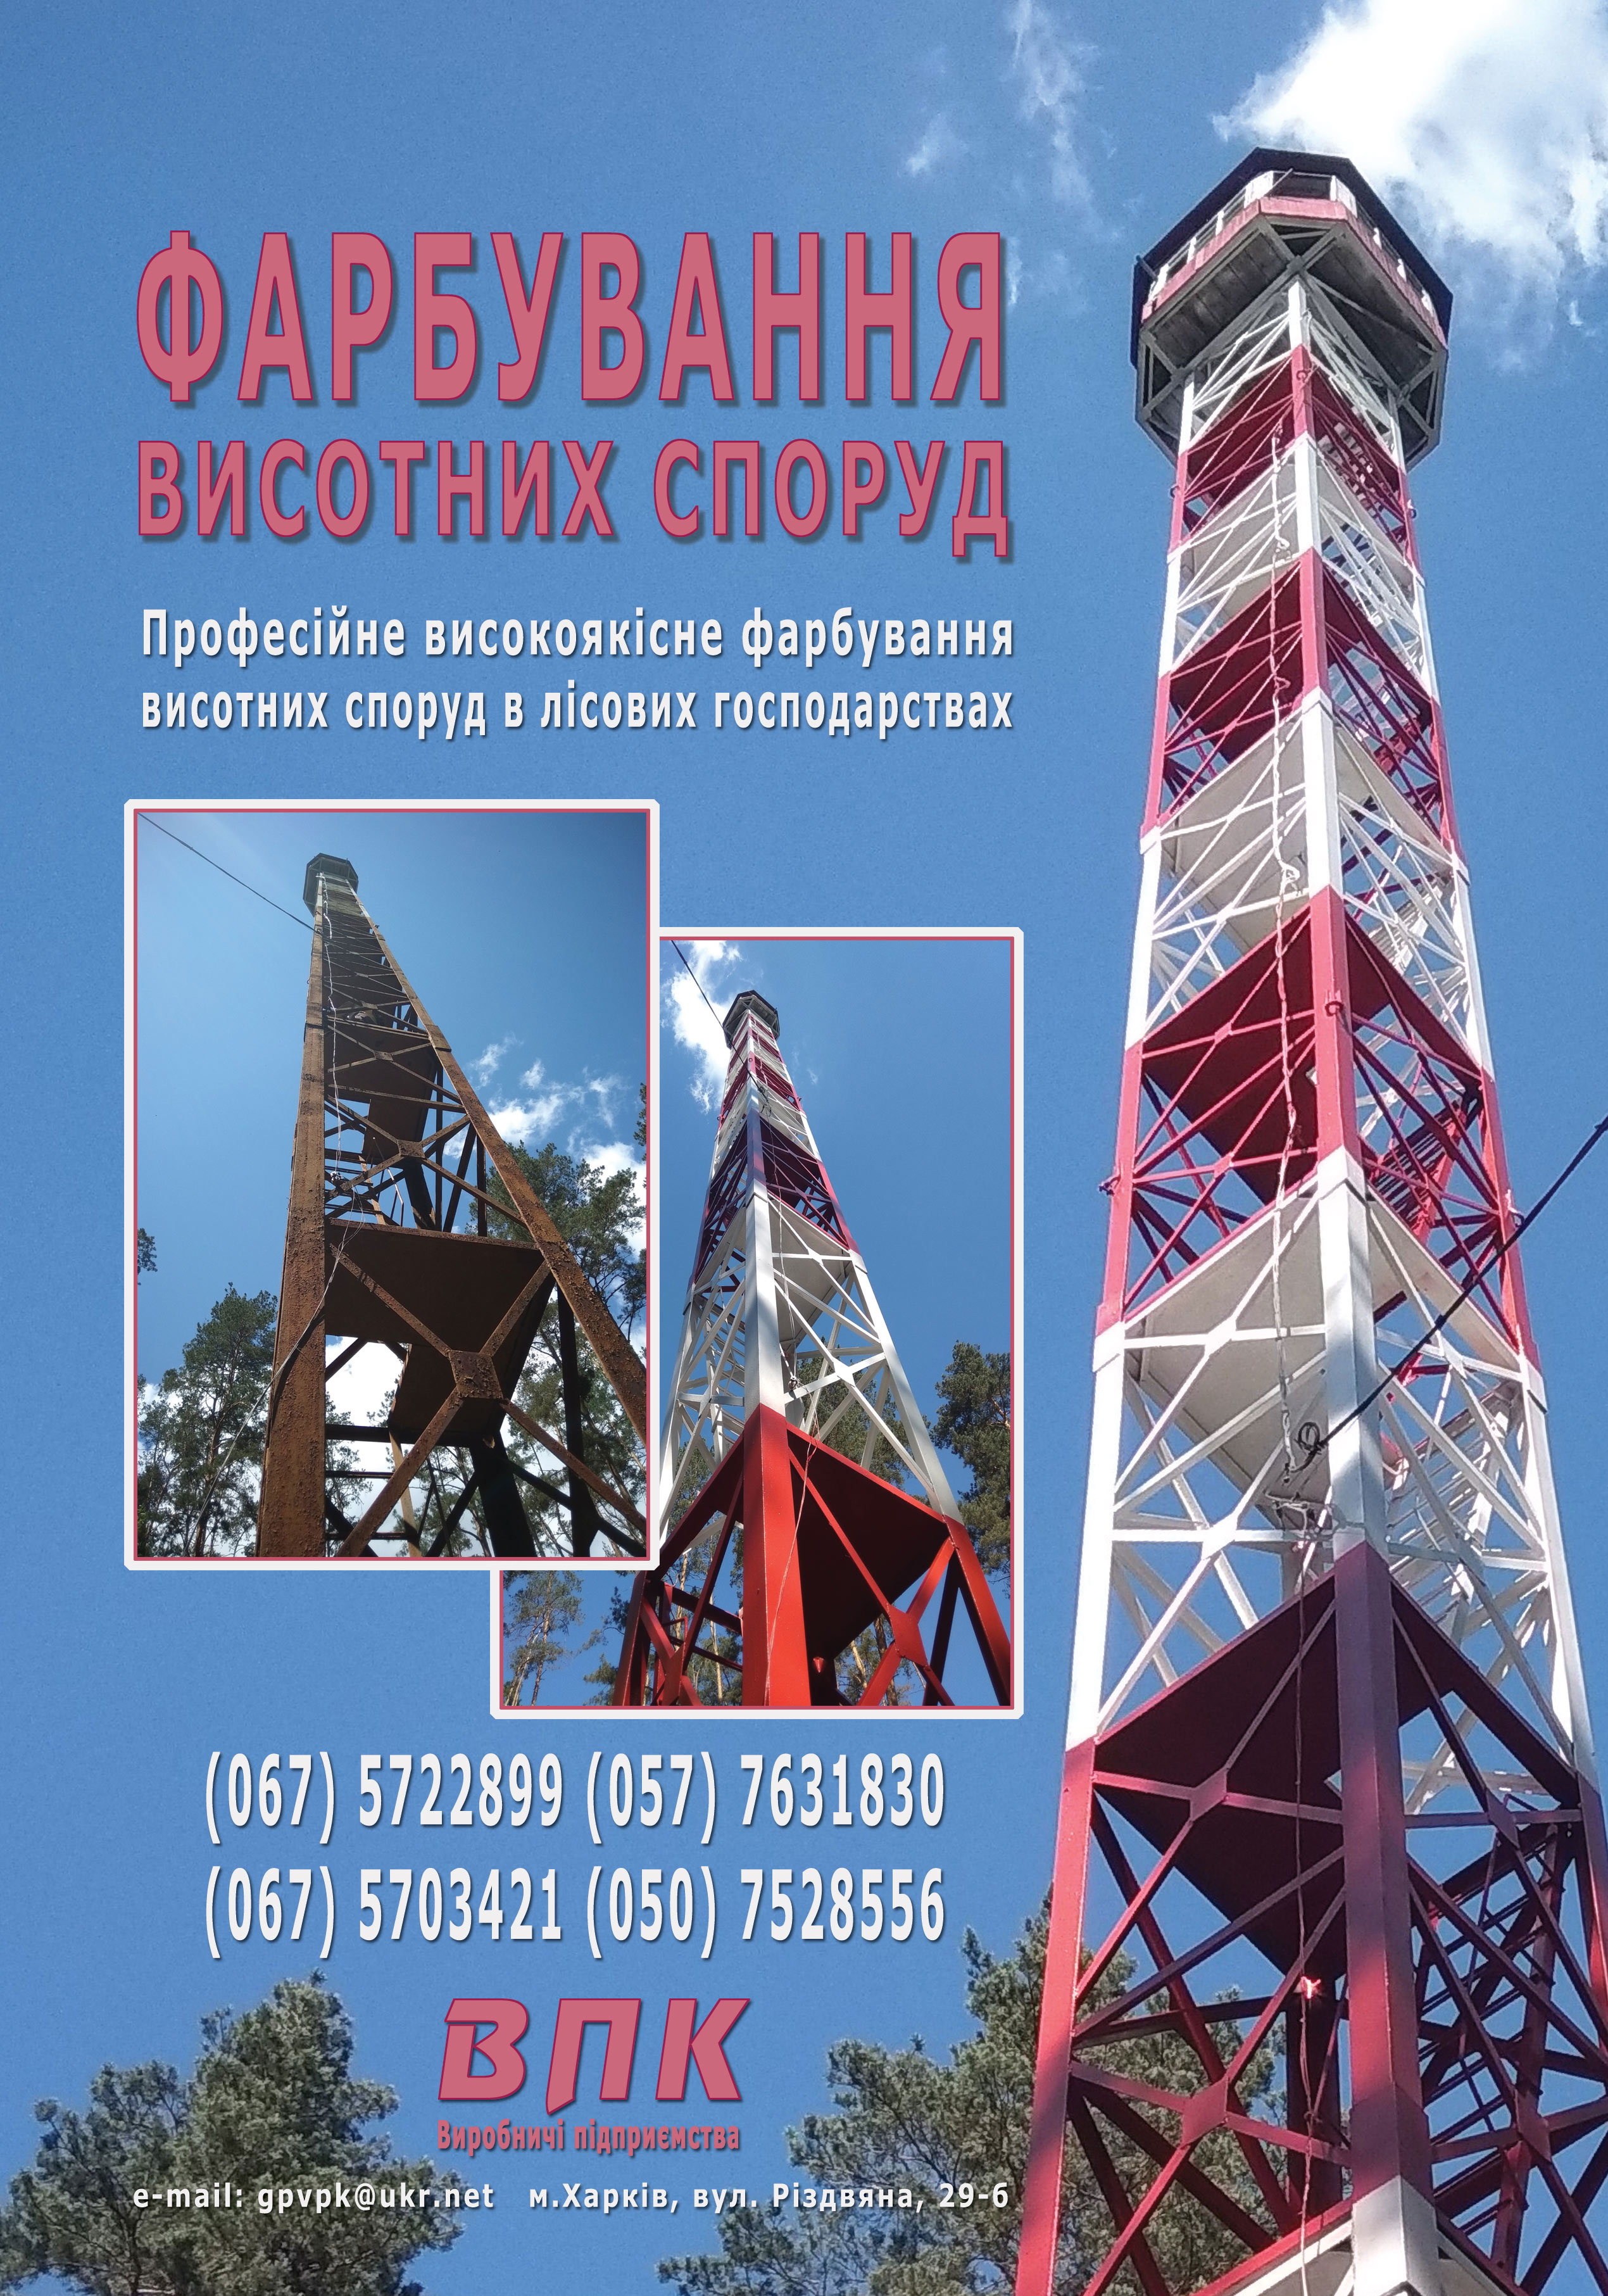 ФАРБУВАННЯ
ВИСОТНИХ СПОРУД
Професійне високоякісне фарбування
висотних споруд в лісових господарствах
(067) 5722899 (057) 7631830
(067) 5703421 (050) 7528556
ВПК
Виробничі підприємства
e-mail: gpvpk@ukr.net м.Харків, вул. Різдвяна, 29-б